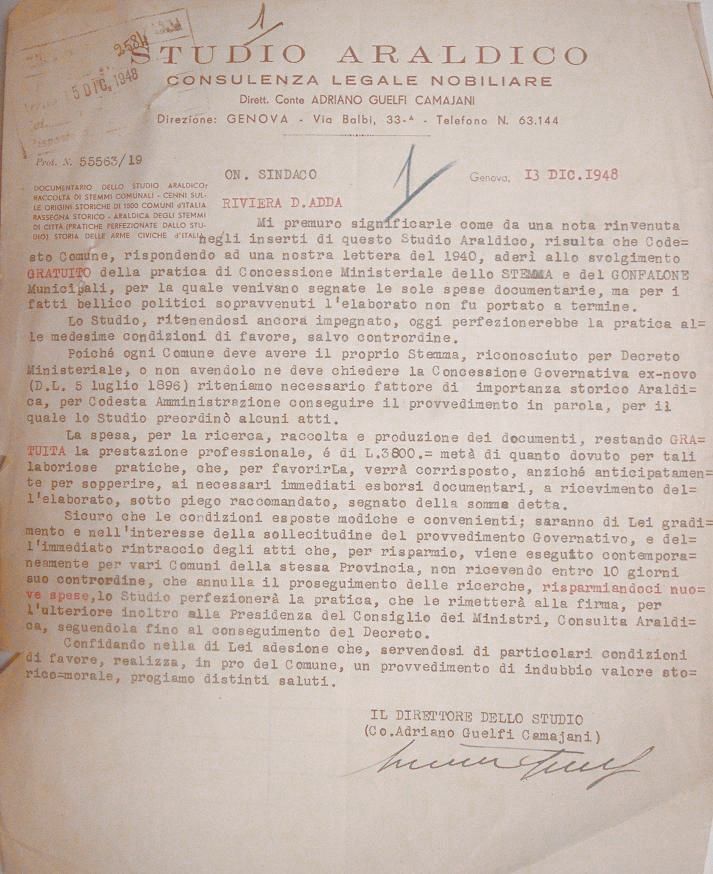 1
2584
5 DIC. 1948
STUDIO ARALDICO
CONSULENZA LEGALE NOBILIARE
Dirett. Conte ADRIANO GUELFI CAMAJANI
Direzione: GENOVA - Via Balbi, 33-A - Telefono N. 63.144
Prot. N. 55563/19
ON. SINDACO
Genova, 13 DIC.1948
DOCUMENTARIO DELLO STUDIO ARALDICO:
RACCOLTA DI STEMMI COMUNALI - CENNI SUL-
LE ORIGINI STORICHE DI 1500 COMUNI d'ITALIA
RASSEGNA STORICO - ARALDICA DEGLI STEMMI
DI CITTÀ (PRATICHE PERFEZIONATE DALLO STU-
DIO) STORIA DELLE ARME CIVICHE d'ITALIA
RIVIERA D.ADDA
Mi premuro significarle come da una nota rinvenuta
negli inserti di questo Studio Araldico, risulta che Code=
sto Comune, rispondendo ad una nostra lettera del 1940, aderì allo svolgimento
GRATUITO della pratica di Concessione Ministeriale dello STEMMA e del GONFALONE
Municipali, per la quale venivano segnate le sole spese documentarie, ma per i
fatti bellico politici sopravvenuti l'elaborato non fu portato a termine.
Lo Studio, ritenendosi ancora impegnato, oggi perfezionerebbe la pratica al=
le medesime condizioni di favore, salvo contrordine.
Poiché ogni Comune deve avere il proprio Stemma, riconosciuto per Decreto
Ministeriale, o non avendolo ne deve chiedere la Concessione Governativa ex-novo
(D.L. 5 luglio 1896) riteniamo necessario fattore di importanza storico Araldi=
ca, per Codesta Amministrazione conseguire il provvedimento in parola, per il
quale lo Studio preordinò alcuni atti.
La spesa, per la ricerca, raccolta e produzione dei documenti, restando GRA=
TUITA la prestazione professionale, é di L.3800.= metà di quanto dovuto per tali
laboriose pratiche, che, per favorirLa, verrà corrisposto, anziché anticipatamen=
te per sopperire, ai necessari immediati esborsi documentari, a ricevimento del=
l'elaborato, sotto piego raccomandato, segnato della somma detta.
Sicuro che le condizioni esposte modiche e convenienti; saranno di Lei gradi=
mento e nell'interesse della sollecitudine del provvedimento Governativo, e del=
l'immediato rintraccio degli atti che, per risparmio, viene eseguito contempora=
neamente per vari Comuni della stessa Provincia, non ricevendo entro 10 giorni
suo contrordine, che annulla il proseguimento delle ricerche, risparmiandoci nuo=
ve spese,lo Studio perfezionerà la pratica, che le rimetterà alla firma, per
l'ulteriore inoltro alla Presidenza del Consiglio dei Ministri, Consulta Araldi=
ca, seguendola fino al conseguimento del Decreto.
Confidando nella di Lei adesione che, servendosi di particolari condizioni
di favore, realizza, in pro del Comune, un provvedimento di indubbio valore sto=
rico=morale, progiamo distinti saluti.
IL DIRETTORE DELLO STUDIO
(Co.Adriano Guelfi Camajani)